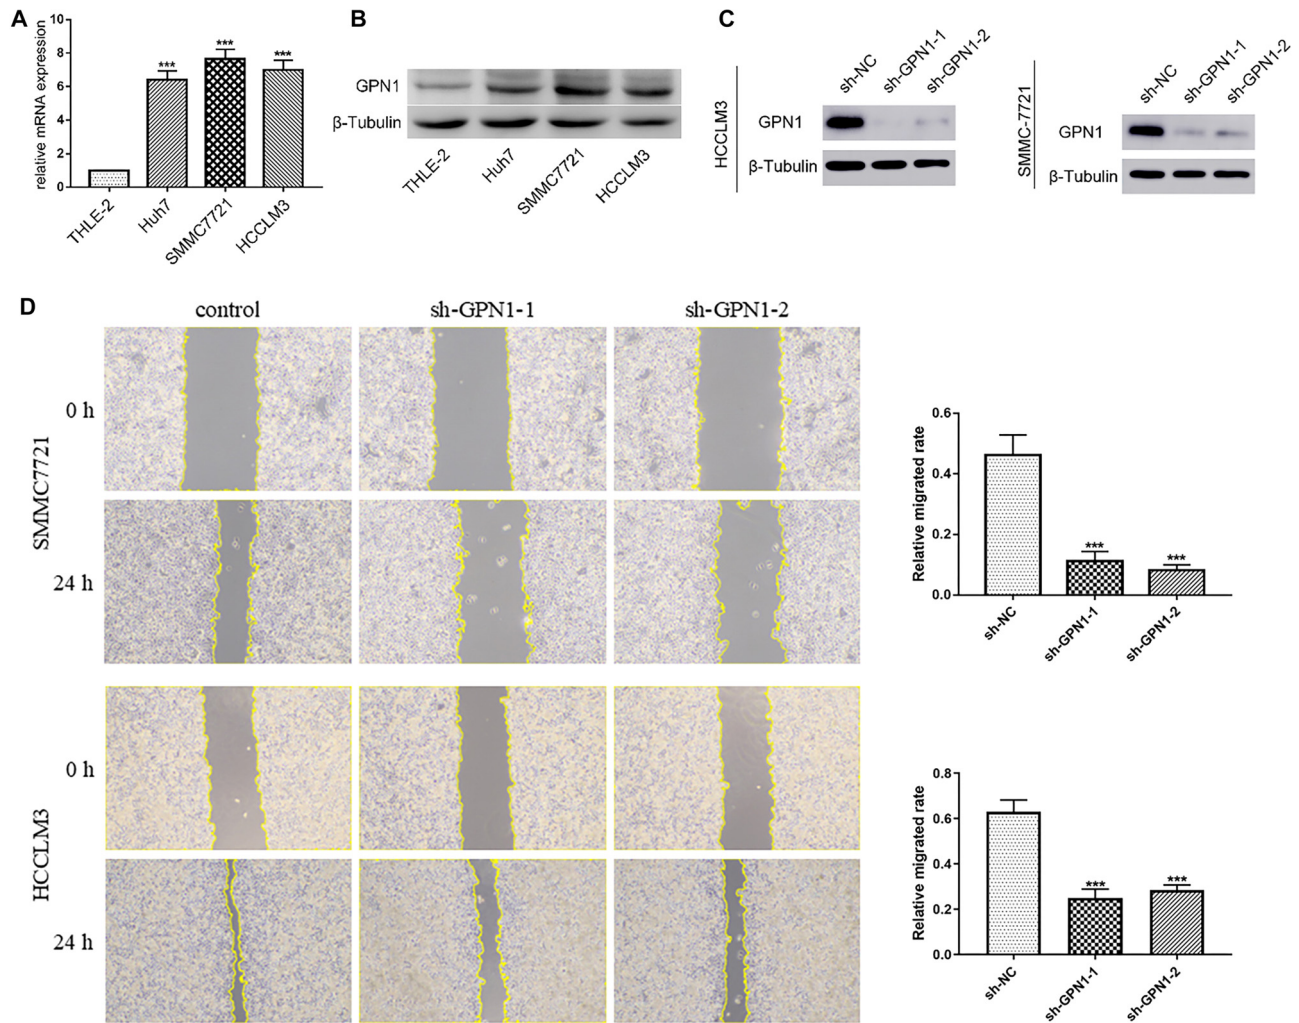 A
relative mRNA expression
10
8
6
4
2
0
***
***
***
THLE-2
Huh7
SMMC7721
HCCLM3
B
GPN1
β-Tubulin
THLE-2
Huh7
SMMC7721
HCCLM3
C
HCCLM3
sh-NC
sh-GPN1-1
sh-GPN1-2
GPN1
β-Tubulin
SMMC-7721
sh-NC
sh-GPN1-1
sh-GPN1-2
GPN1
β-Tubulin
D
control
sh-GPN1-1
sh-GPN1-2
SMMC7721
0 h
24 h
Relative migrated rate
0.6
0.4
0.2
0.0
***
***
sh-NC
sh-GPN1-1
sh-GPN1-2
HCCLM3
0 h
24 h
Relative migrated rate
0.8
0.6
0.4
0.2
0.0
***
***
sh-NC
sh-GPN1-1
sh-GPN1-2